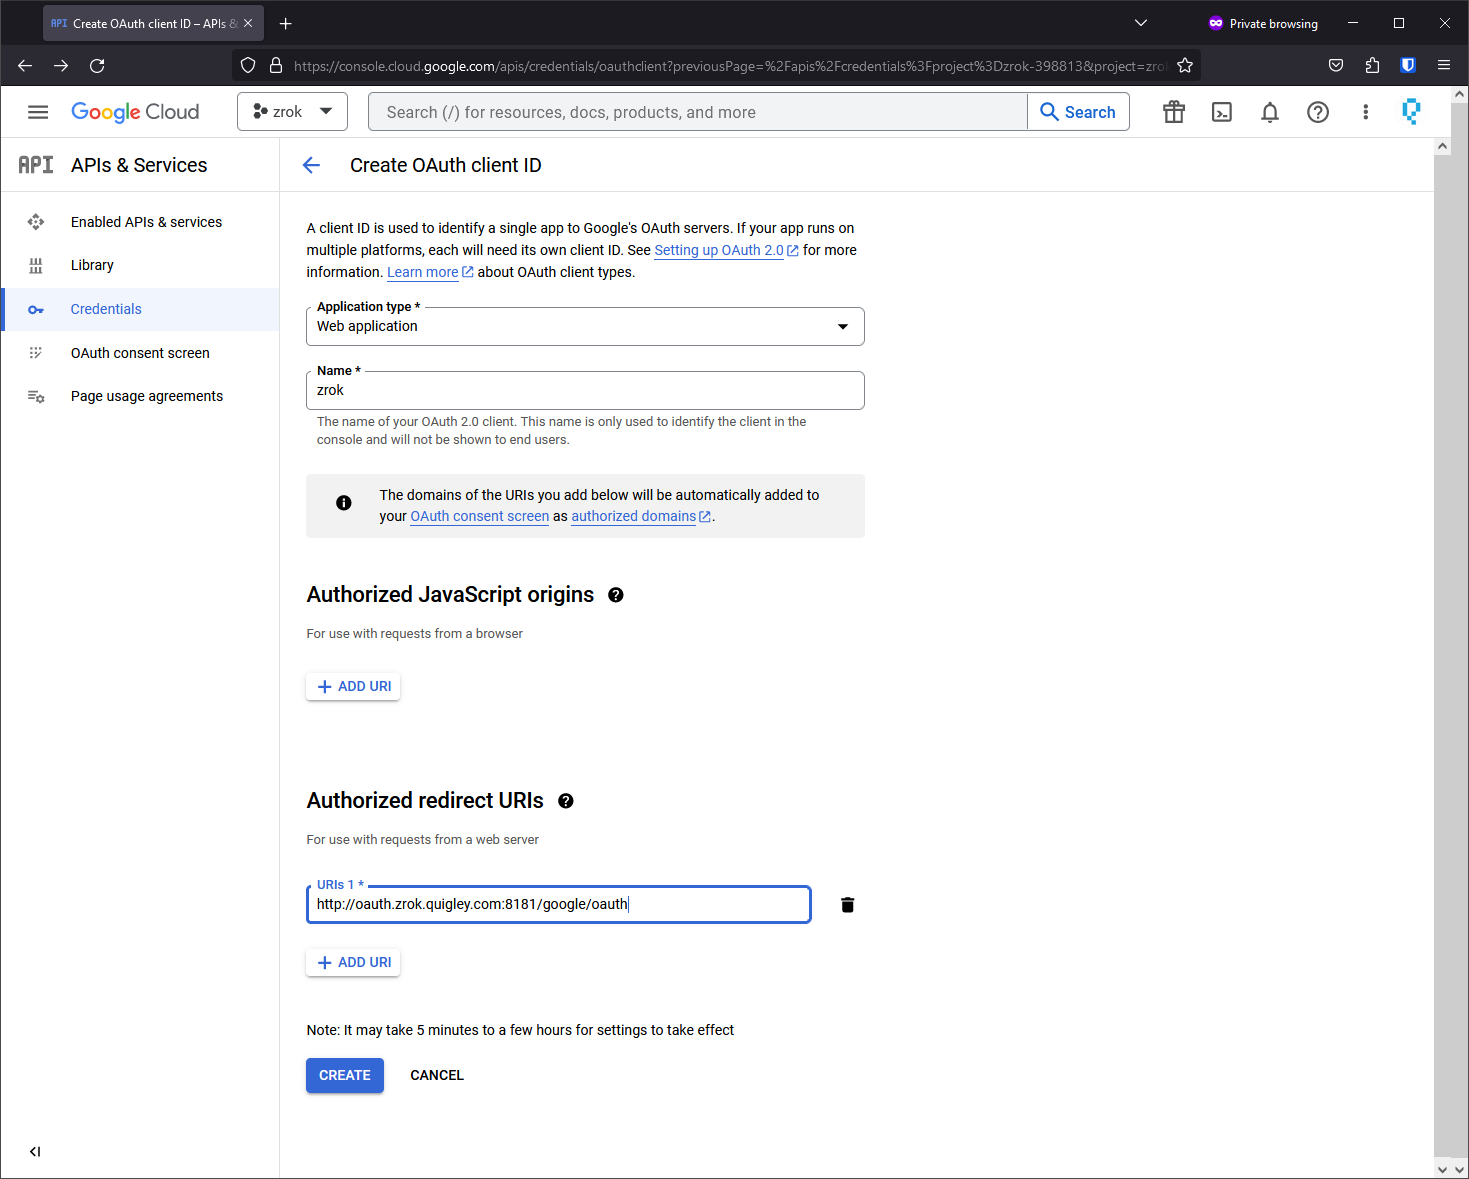 API Create OAuth client ID – APIs &
Private browsing
https://console.cloud.google.com/apis/credentials/oauthclient?previousPage=%2Fapis%2Fcredentials%3Fproject%3Dzrok-398813&project=zrok
Google Cloud
zrok
Search (/) for resources, docs, products, and more
Search
API APIs & Services
Create OAuth client ID
Enabled APIs & services
Library
Credentials
OAuth consent screen
Page usage agreements
A client ID is used to identify a single app to Google's OAuth servers. If your app runs on
multiple platforms, each will need its own client ID. See Setting up OAuth 2.0 for more
information. Learn more about OAuth client types.
Application type *
Web application
Name *
zrok
The name of your OAuth 2.0 client. This name is only used to identify the client in the
console and will not be shown to end users.
The domains of the URIs you add below will be automatically added to
your OAuth consent screen as authorized domains.
Authorized JavaScript origins
For use with requests from a browser
+ ADD URI
Authorized redirect URIs
For use with requests from a web server
URIs 1 *
http://oauth.zrok.quigley.com:8181/google/oauth
+ ADD URI
Note: It may take 5 minutes to a few hours for settings to take effect
CREATE
CANCEL